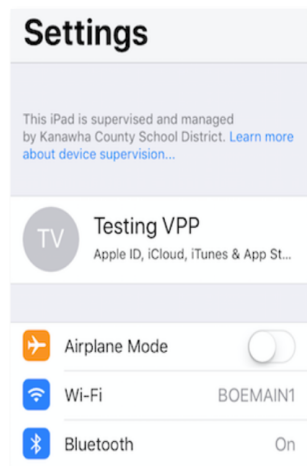 Settings
This iPad is supervised and managed
by Kanawha County School District. Learn more
about device supervision...
TV
Testing VPP
Apple ID, iCloud, iTunes & App St...
Airplane Mode
Wi-Fi BOEMAIN1
Bluetooth On